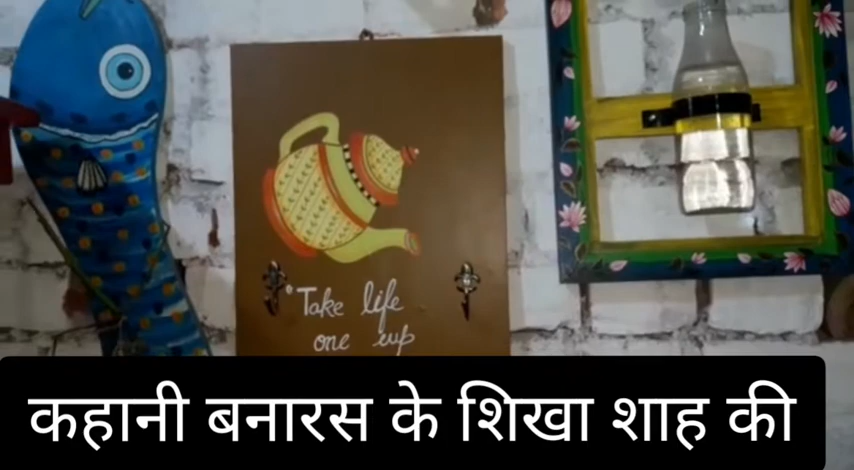 Take life
one cup
कहानी बनारस के शिखा शाह की